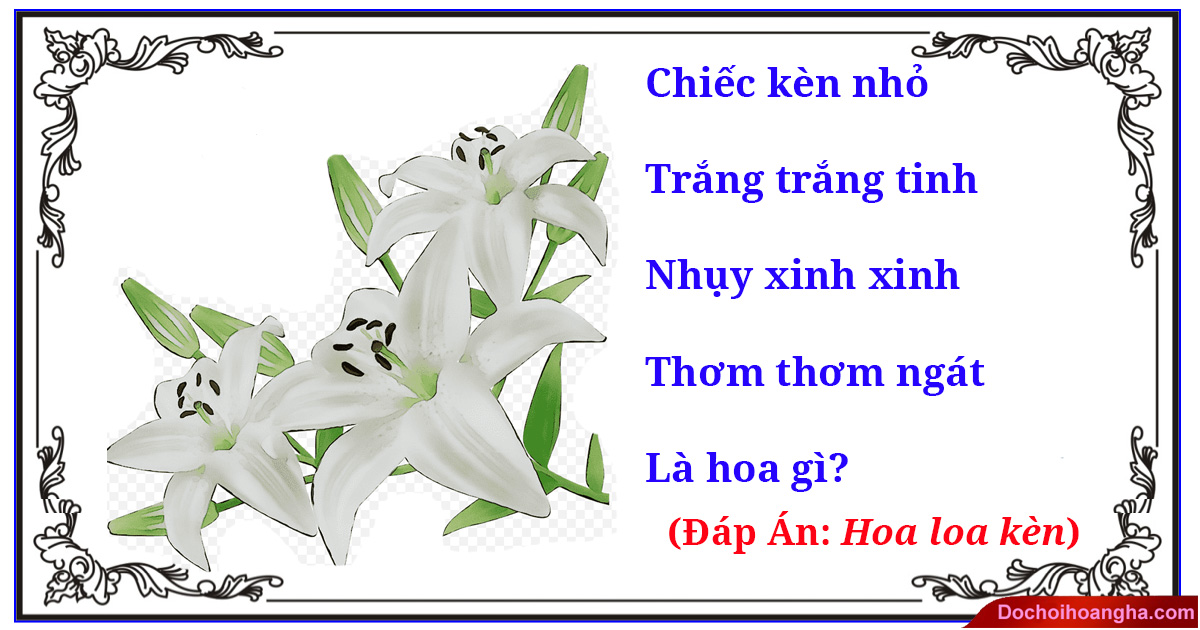 Chiếc kèn nhỏ
Trắng trắng tinh
Nhụy xinh xinh
Thơm thơm ngát
Là hoa gì?
(Đáp Án: Hoa loa kèn)
Dochoihoangha.com